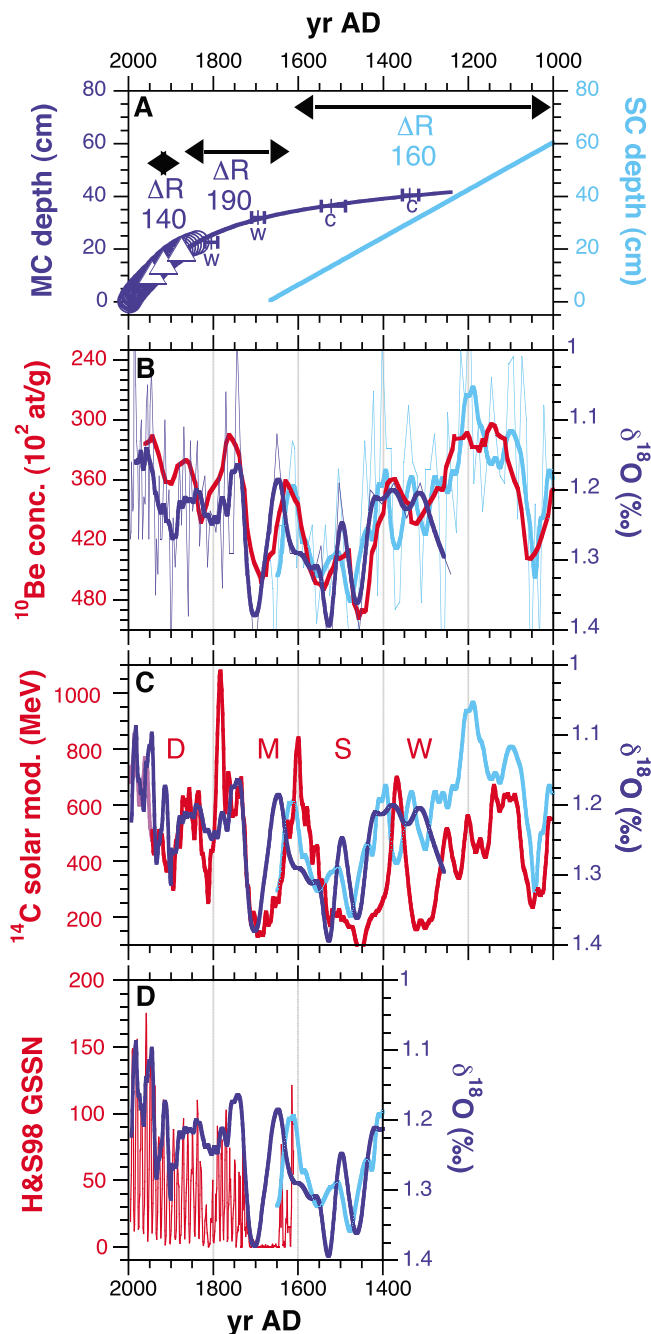 yr AD
2000 1800 1600 1400 1200 1000
A
MC depth (cm)
80
60
40
20
0
SC depth (cm)
80
60
40
20
0
ΔR
140
ΔR
190
ΔR
160
w
w
c
c
B
¹⁰Be conc. (10² at/g)
240
300
360
420
480
δ¹⁸O (‰)
1
1.1
1.2
1.3
1.4
C
¹⁴C solar mod. (MeV)
1000
800
600
400
200
D M S W
δ¹⁸O (‰)
1
1.1
1.2
1.3
1.4
D
H&S98 GSSN
200
150
100
50
0
δ¹⁸O (‰)
1
1.1
1.2
1.3
1.4
2000 1800 1600 1400
yr AD